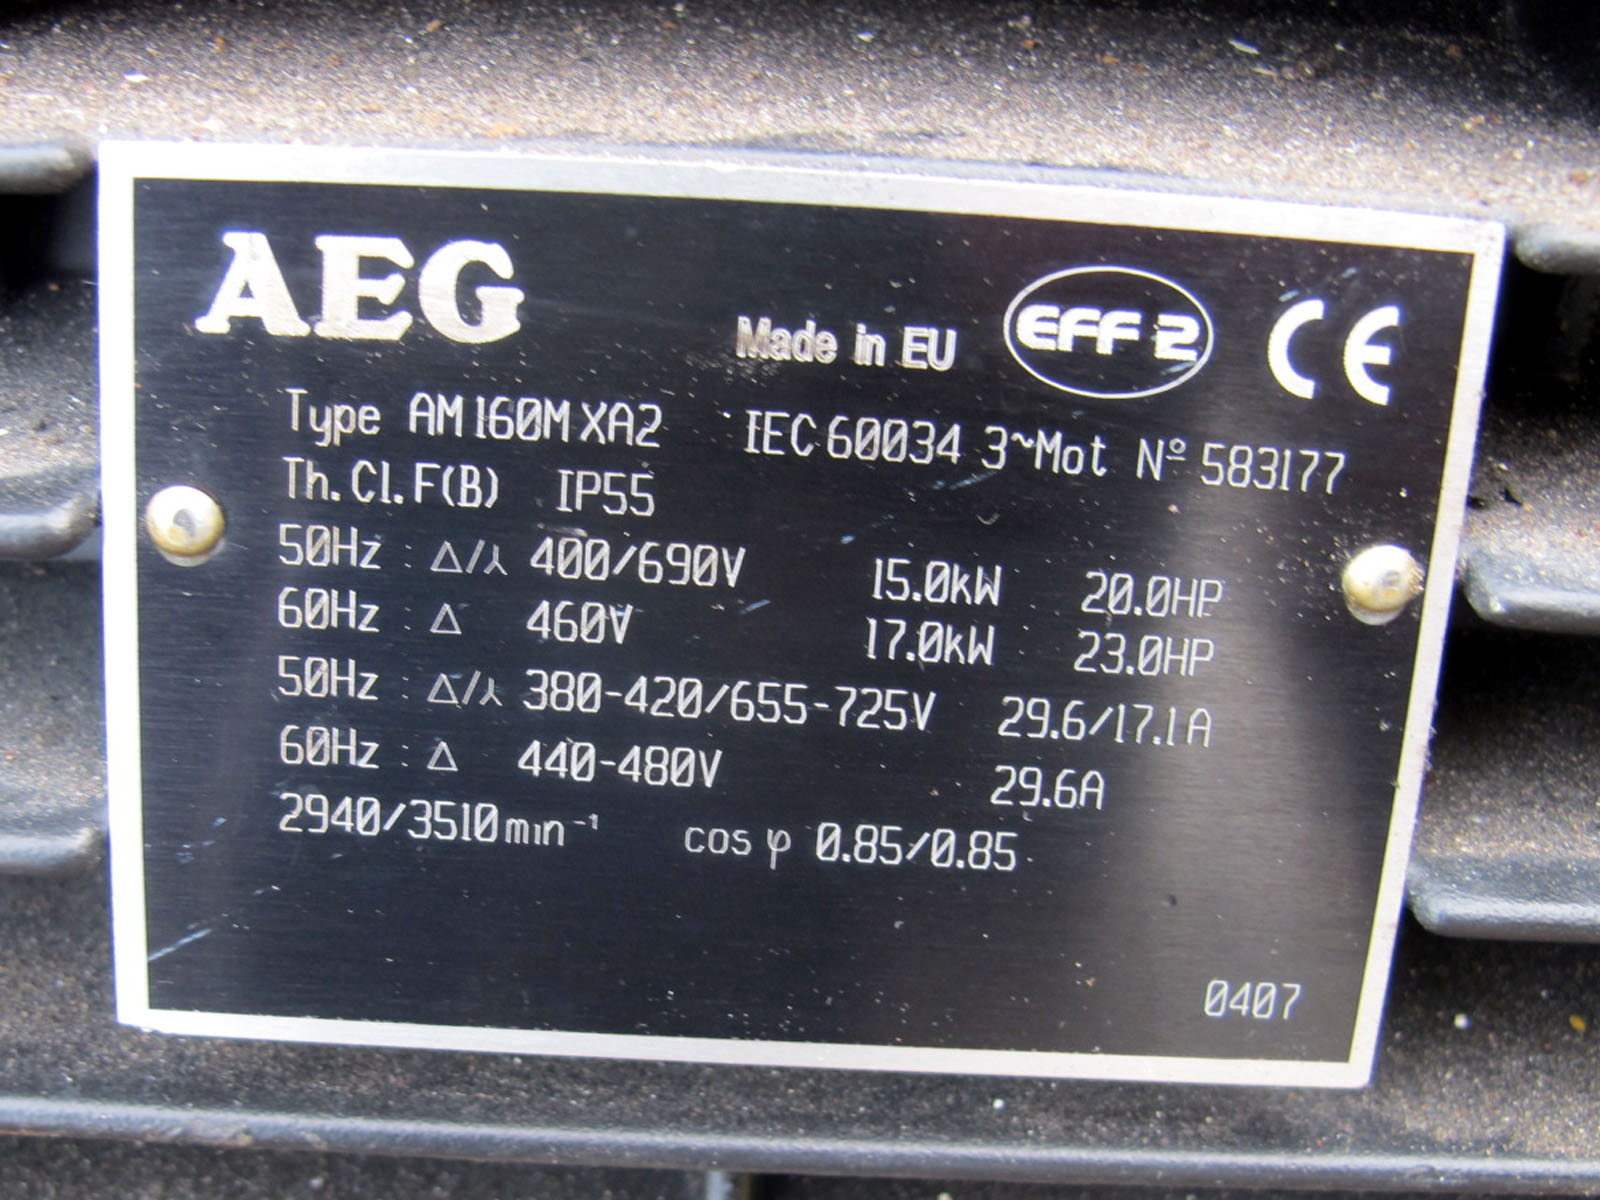 AEG
Made in EU EFF 2 CE
Type AM 160M XA2 IEC 60034 3~Mot Nº 583177
Th. Cl. F(B) IP55
50Hz : Δ/⅄ 400/690V 15.0kW 20.0HP
60Hz : Δ 460V 17.0kW 23.0HP
50Hz : Δ/⅄ 380-420/655-725V 29.6/17.1A
60Hz : Δ 440-480V 29.6A
2940/3510 min⁻¹ cos φ 0.85/0.85
0407